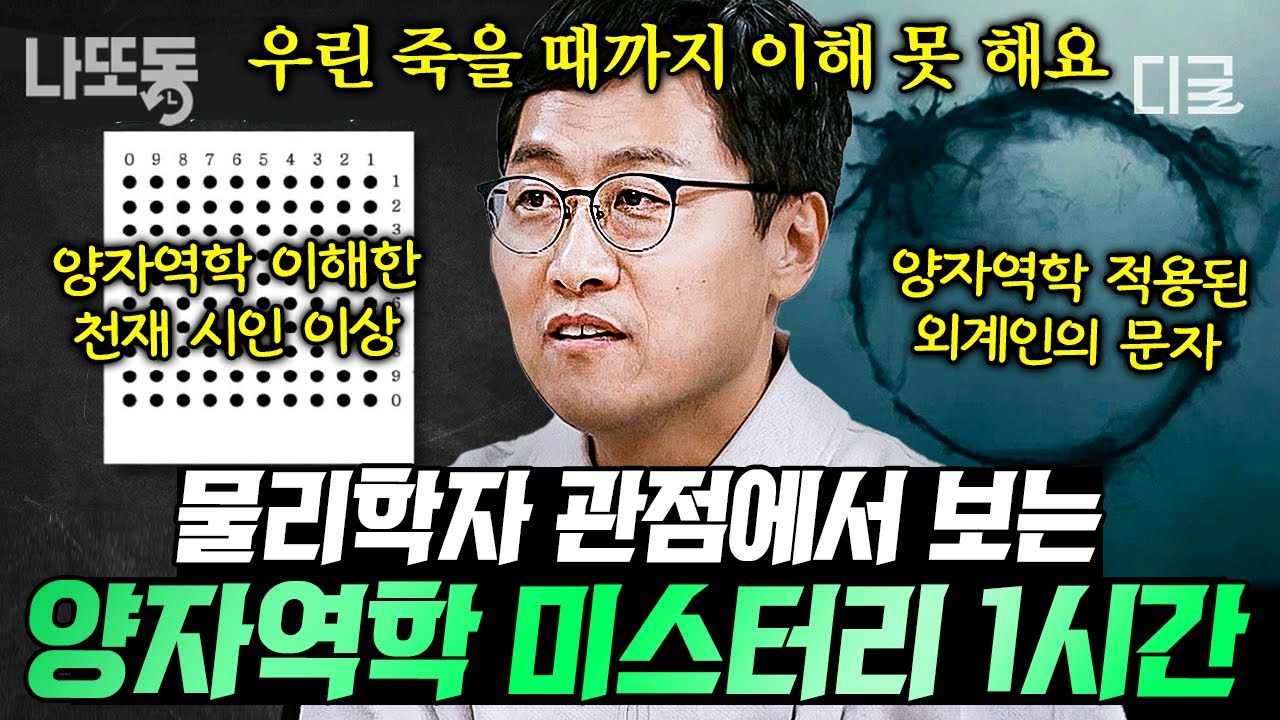 나또동
우린 죽을 때까지 이해 못 해요
디글
0 9 8 7 6 5 4 3 2 1
1
2
3
양자역학 이해한
천재 시인 이상
9
0
양자역학 적용된
외계인의 문자
물리학자 관점에서 보는
양자역학 미스터리 1시간